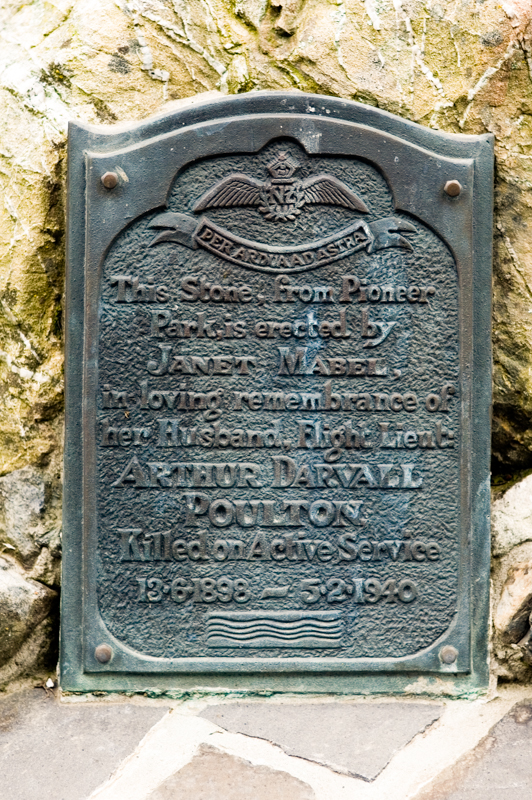 NZ
PER ARDVA AD ASTRA
This Stone from Pioneer
Park, is erected by
JANET MABEL,
in loving remembrance of
her Husband, Flight Lieut:
ARTHUR DARVALL
POULTON
Killed on Active Service
13·6·1898 — 5·2·1940